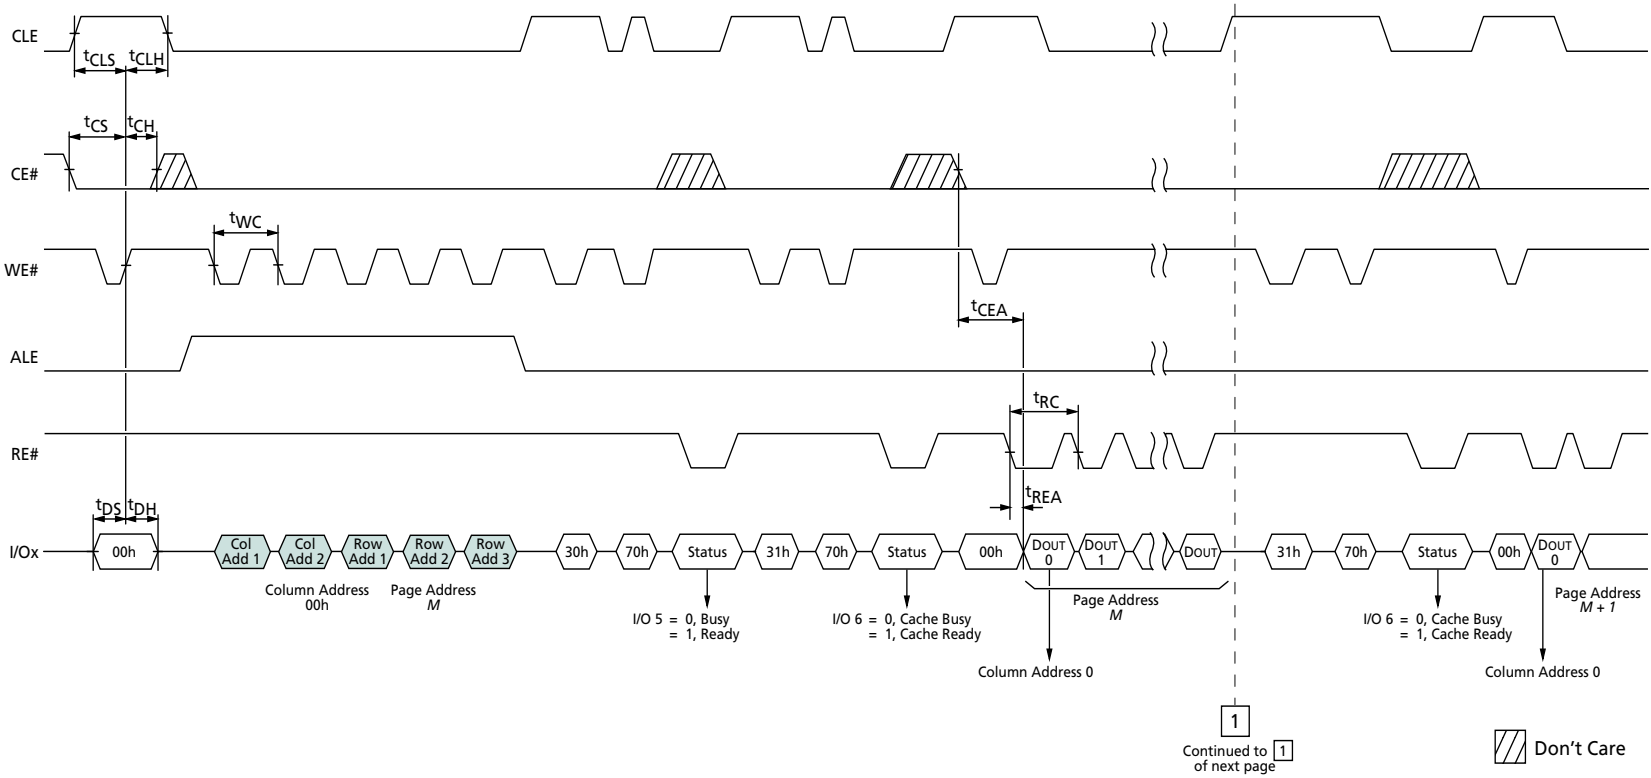 CLE
tCLS
tCLH
tCS
tCH
CE#
tWC
WE#
tCEA
ALE
tRC
RE#
tREA
tDS
tDH
I/Ox
00h
Col
Add 1
Col
Add 2
Row
Add 1
Row
Add 2
Row
Add 3
30h
70h
Status
31h
70h
Status
00h
DOUT
0
DOUT
1
DOUT
31h
70h
Status
00h
DOUT
0
Column Address
00h
Page Address
M
I/O 5 = 0, Busy
= 1, Ready
I/O 6 = 0, Cache Busy
= 1, Cache Ready
Page Address
M
Column Address 0
I/O 6 = 0, Cache Busy
= 1, Cache Ready
Page Address
M + 1
Column Address 0
1
Continued to 1
of next page
Don't Care